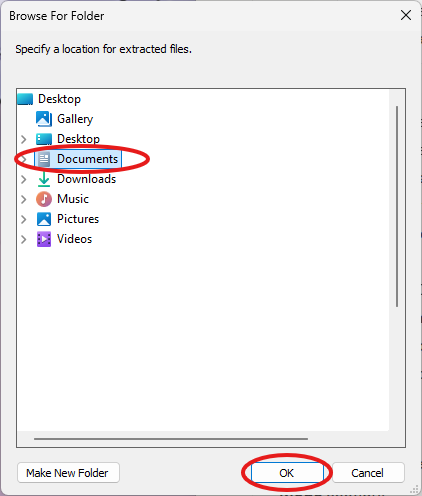 Browse For Folder
Specify a location for extracted files.
Desktop
Gallery
Desktop
Documents
Downloads
Music
Pictures
Videos
Make New Folder
OK
Cancel